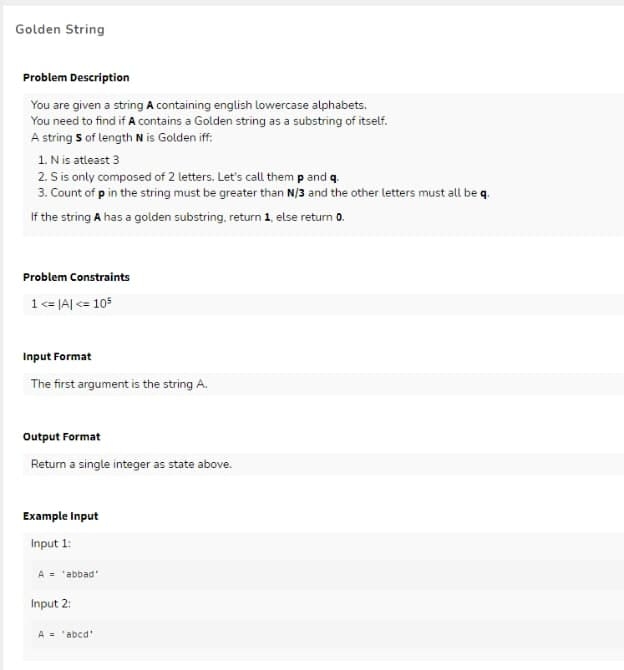 Golden String
Problem Description
You are given a string A containing english lowercase alphabets.
You need to find if A contains a Golden string as a substring of itself.
A string S of length N is Golden iff:
1. N is atleast 3
2. S is only composed of 2 letters. Let's call them p and q.
3. Count of p in the string must be greater than N/3 and the other letters must all be q.
If the string A has a golden substring, return 1, else return 0.
Problem Constraints
1 <= |A| <= 10⁵
Input Format
The first argument is the string A.
Output Format
Return a single integer as state above.
Example Input
Input 1:
A = 'abbad'
Input 2:
A = 'abcd'